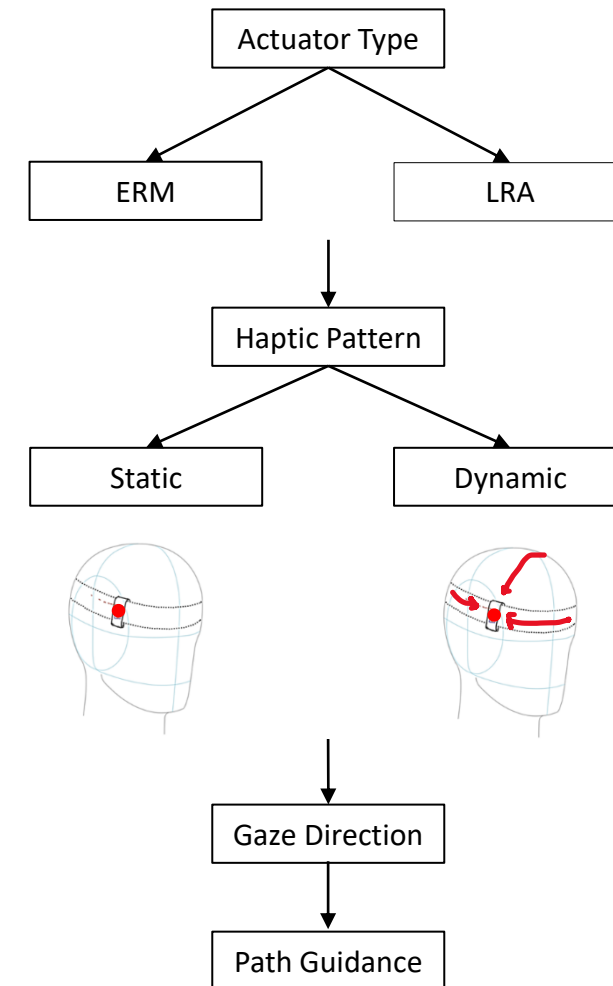 Actuator Type
ERM
LRA
Haptic Pattern
Static
Dynamic
Gaze Direction
Path Guidance